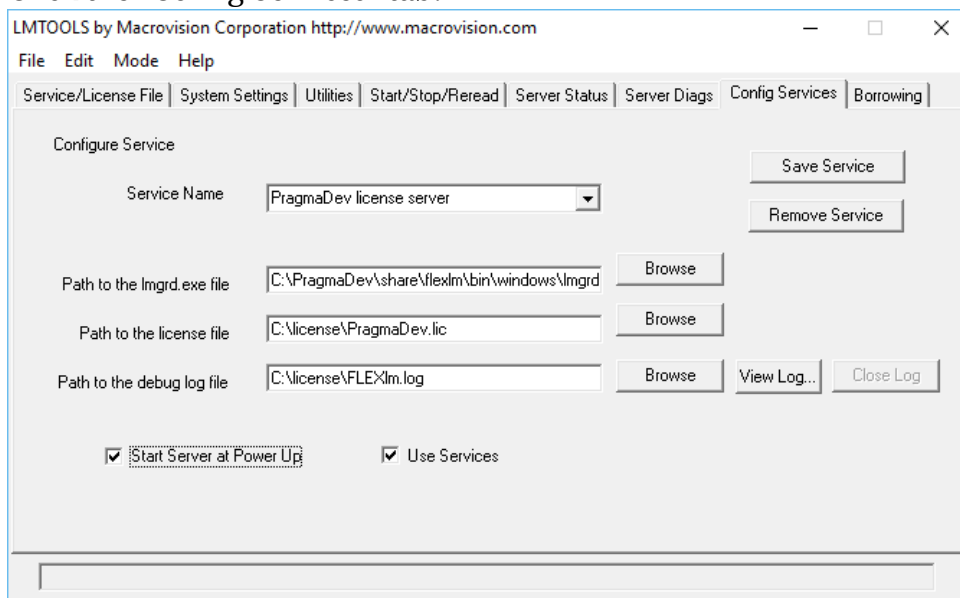 LMTOOLS by Macrovision Corporation http://www.macrovision.com
File Edit Mode Help
Service/License File System Settings Utilities Start/Stop/Reread Server Status Server Diags Config Services Borrowing
Configure Service
Save Service
Service Name PragmaDev license server
Remove Service
Path to the lmgrd.exe file C:\PragmaDev\share\flexlm\bin\windows\lmgrd Browse
Path to the license file C:\license\PragmaDev.lic Browse
Path to the debug log file C:\license\FLEXlm.log Browse View Log... Close Log
Start Server at Power Up Use Services